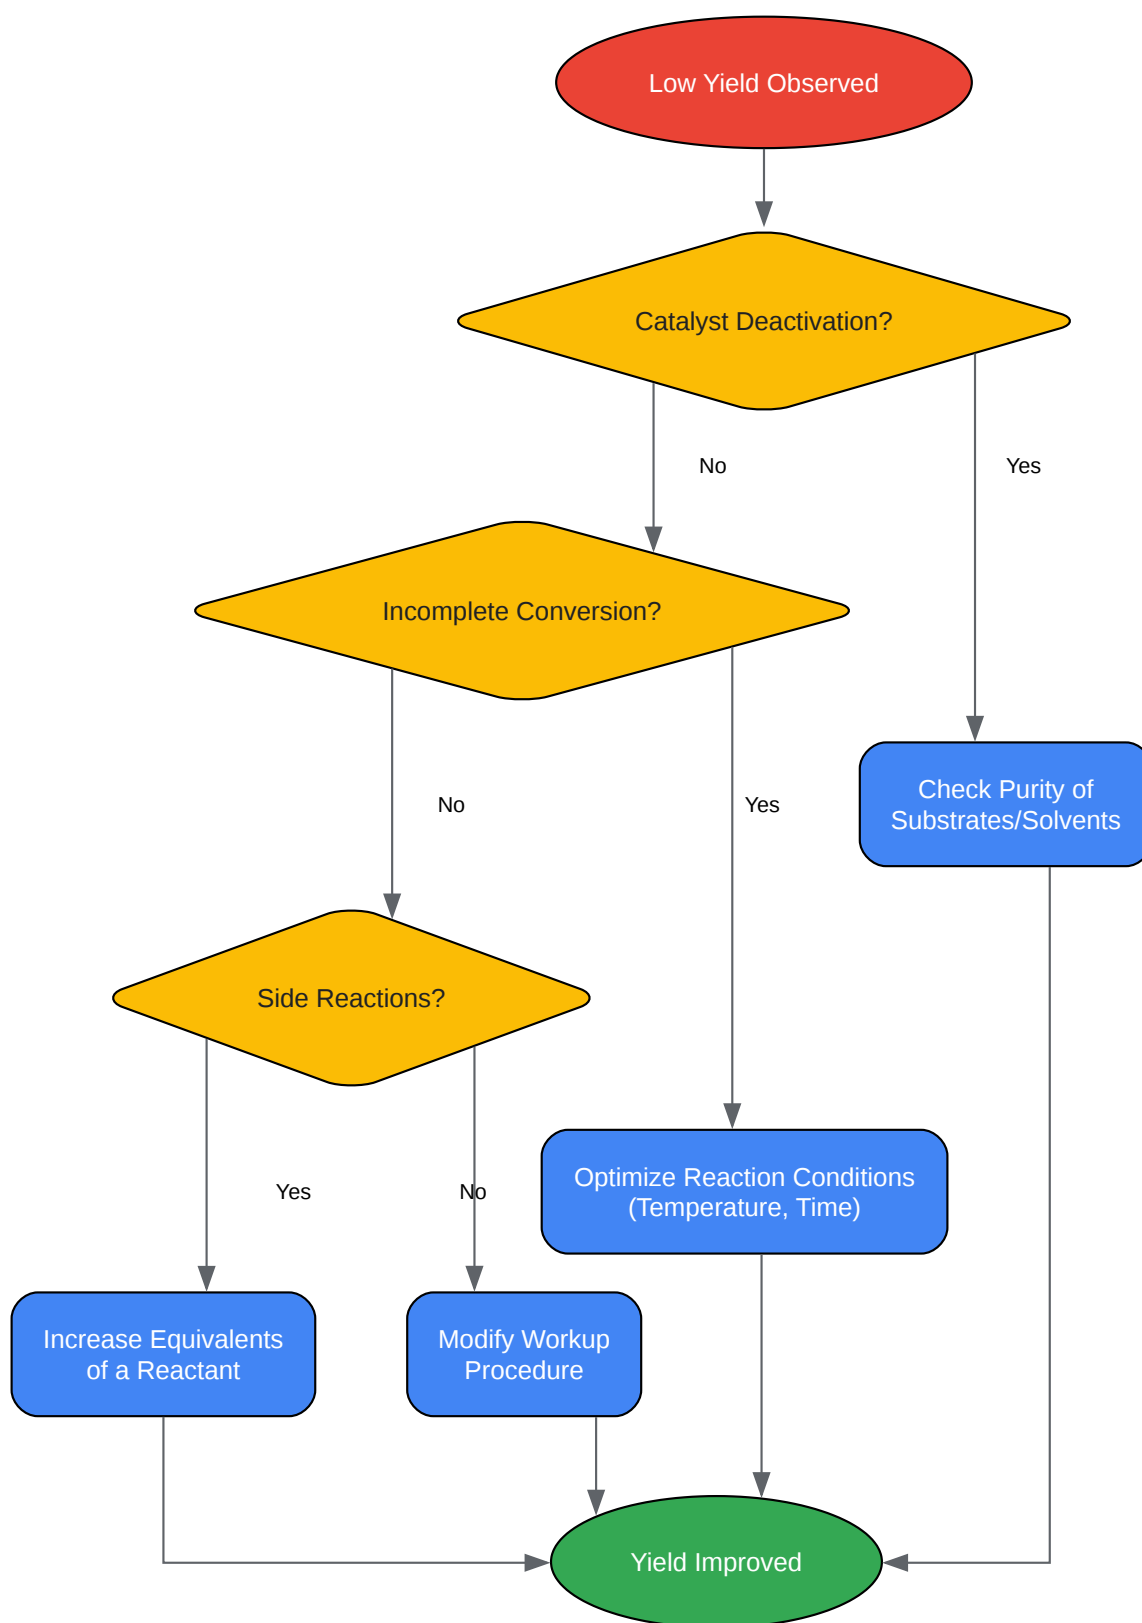 Low Yield Observed
Catalyst Deactivation?
No
Yes
Incomplete Conversion?
No
Yes
Check Purity of
Substrates/Solvents
Side Reactions?
Yes
No
Optimize Reaction Conditions
(Temperature, Time)
Increase Equivalents
of a Reactant
Modify Workup
Procedure
Yield Improved